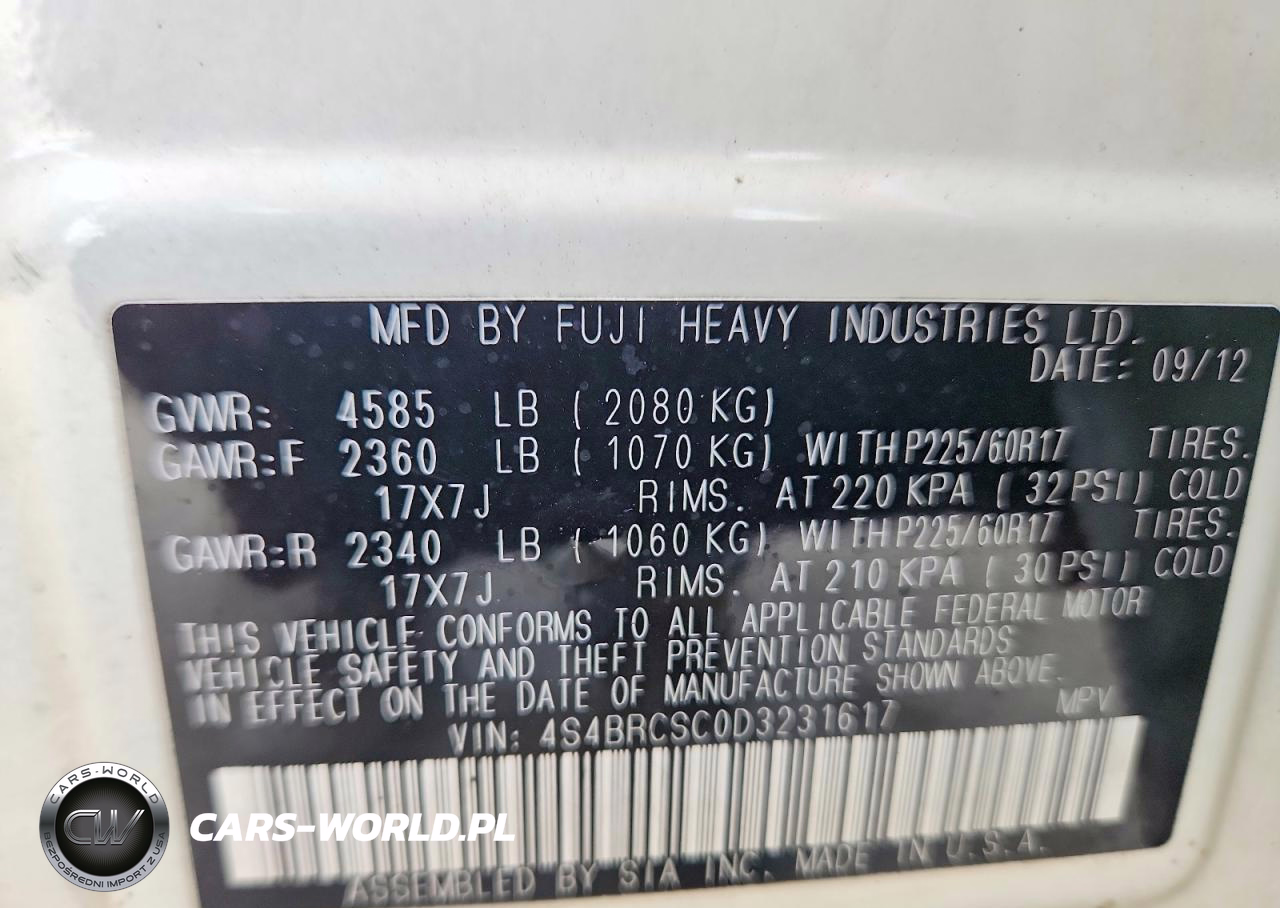 MFD BY FUJI HEAVY INDUSTRIES LTD.
DATE: 09/12
GVWR: 4585 LB ( 2080 KG)
GAWR:F 2360 LB ( 1070 KG) WITH P225/60R17 TIRES.
17X7J RIMS. AT 220 KPA ( 32 PSI) COLD
GAWR:R 2340 LB ( 1060 KG) WITH P225/60R17 TIRES.
17X7J RIMS. AT 210 KPA ( 30 PSI) COLD
THIS VEHICLE CONFORMS TO ALL APPLICABLE FEDERAL MOTOR
VEHICLE SAFETY AND THEFT PREVENTION STANDARDS
IN EFFECT ON THE DATE OF MANUFACTURE SHOWN ABOVE.
VIN: 4S4BRCSC0D3231617 MPV
ASSEMBLED BY SIA INC. MADE IN U.S.A.
CARS-WORLD
CW
BEZPOŚREDNI IMPORT Z USA
CARS-WORLD.PL